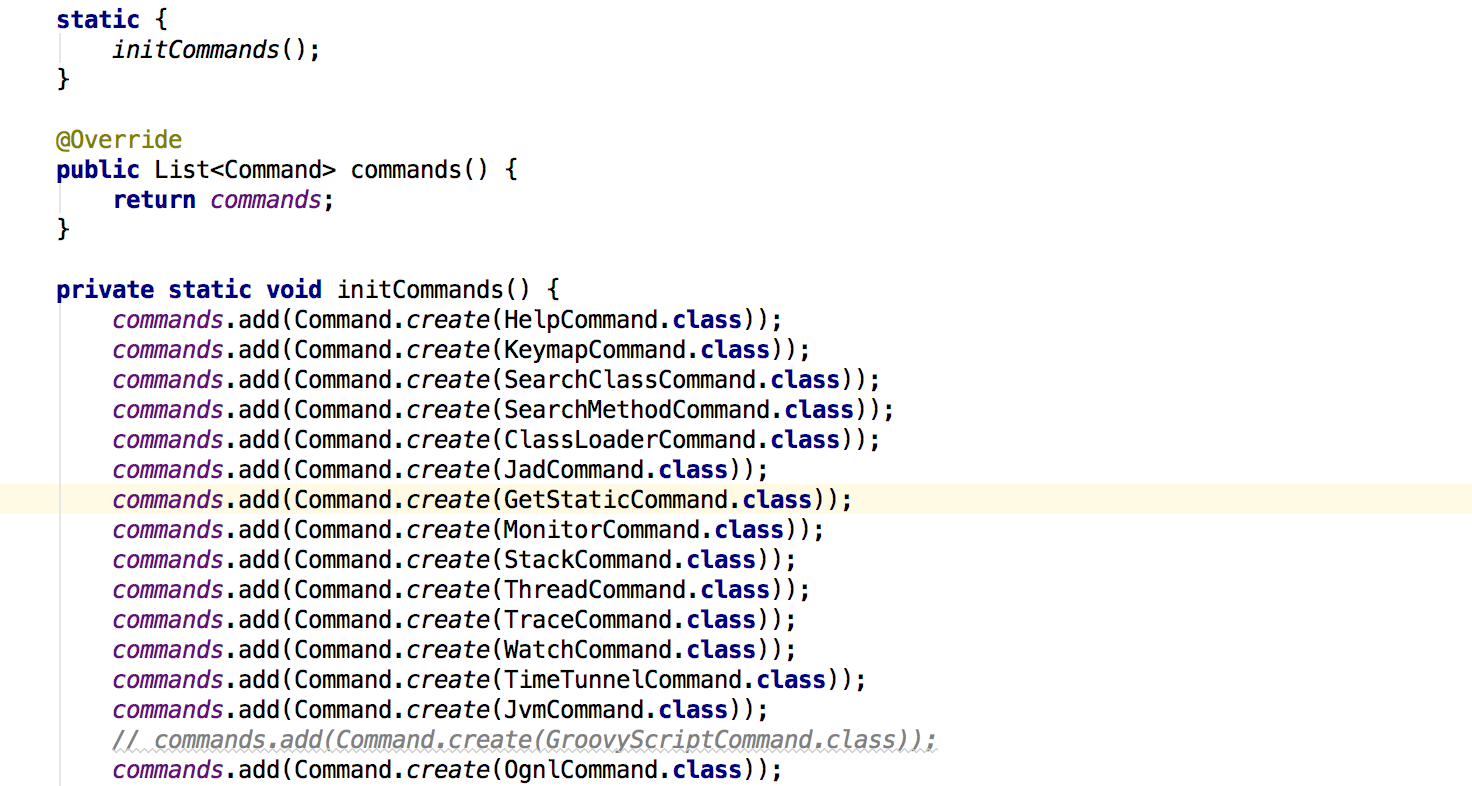 static {
    initCommands();
}

@Override
public List<Command> commands() {
    return commands;
}

private static void initCommands() {
    commands.add(Command.create(HelpCommand.class));
    commands.add(Command.create(KeymapCommand.class));
    commands.add(Command.create(SearchClassCommand.class));
    commands.add(Command.create(SearchMethodCommand.class));
    commands.add(Command.create(ClassLoaderCommand.class));
    commands.add(Command.create(JadCommand.class));
    commands.add(Command.create(GetStaticCommand.class));
    commands.add(Command.create(MonitorCommand.class));
    commands.add(Command.create(StackCommand.class));
    commands.add(Command.create(ThreadCommand.class));
    commands.add(Command.create(TraceCommand.class));
    commands.add(Command.create(WatchCommand.class));
    commands.add(Command.create(TimeTunnelCommand.class));
    commands.add(Command.create(JvmCommand.class));
    // commands.add(Command.create(GroovyScriptCommand.class));
    commands.add(Command.create(OgnlCommand.class));